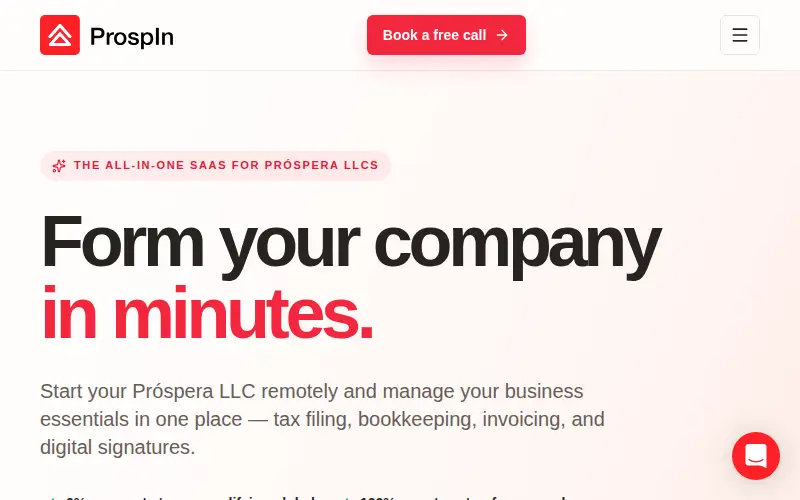 ProspIn
Book a free call
THE ALL-IN-ONE SAAS FOR PRÓSPERA LLCS
Form your company
in minutes.
Start your Próspera LLC remotely and manage your business
essentials in one place — tax filing, bookkeeping, invoicing, and
digital signatures.